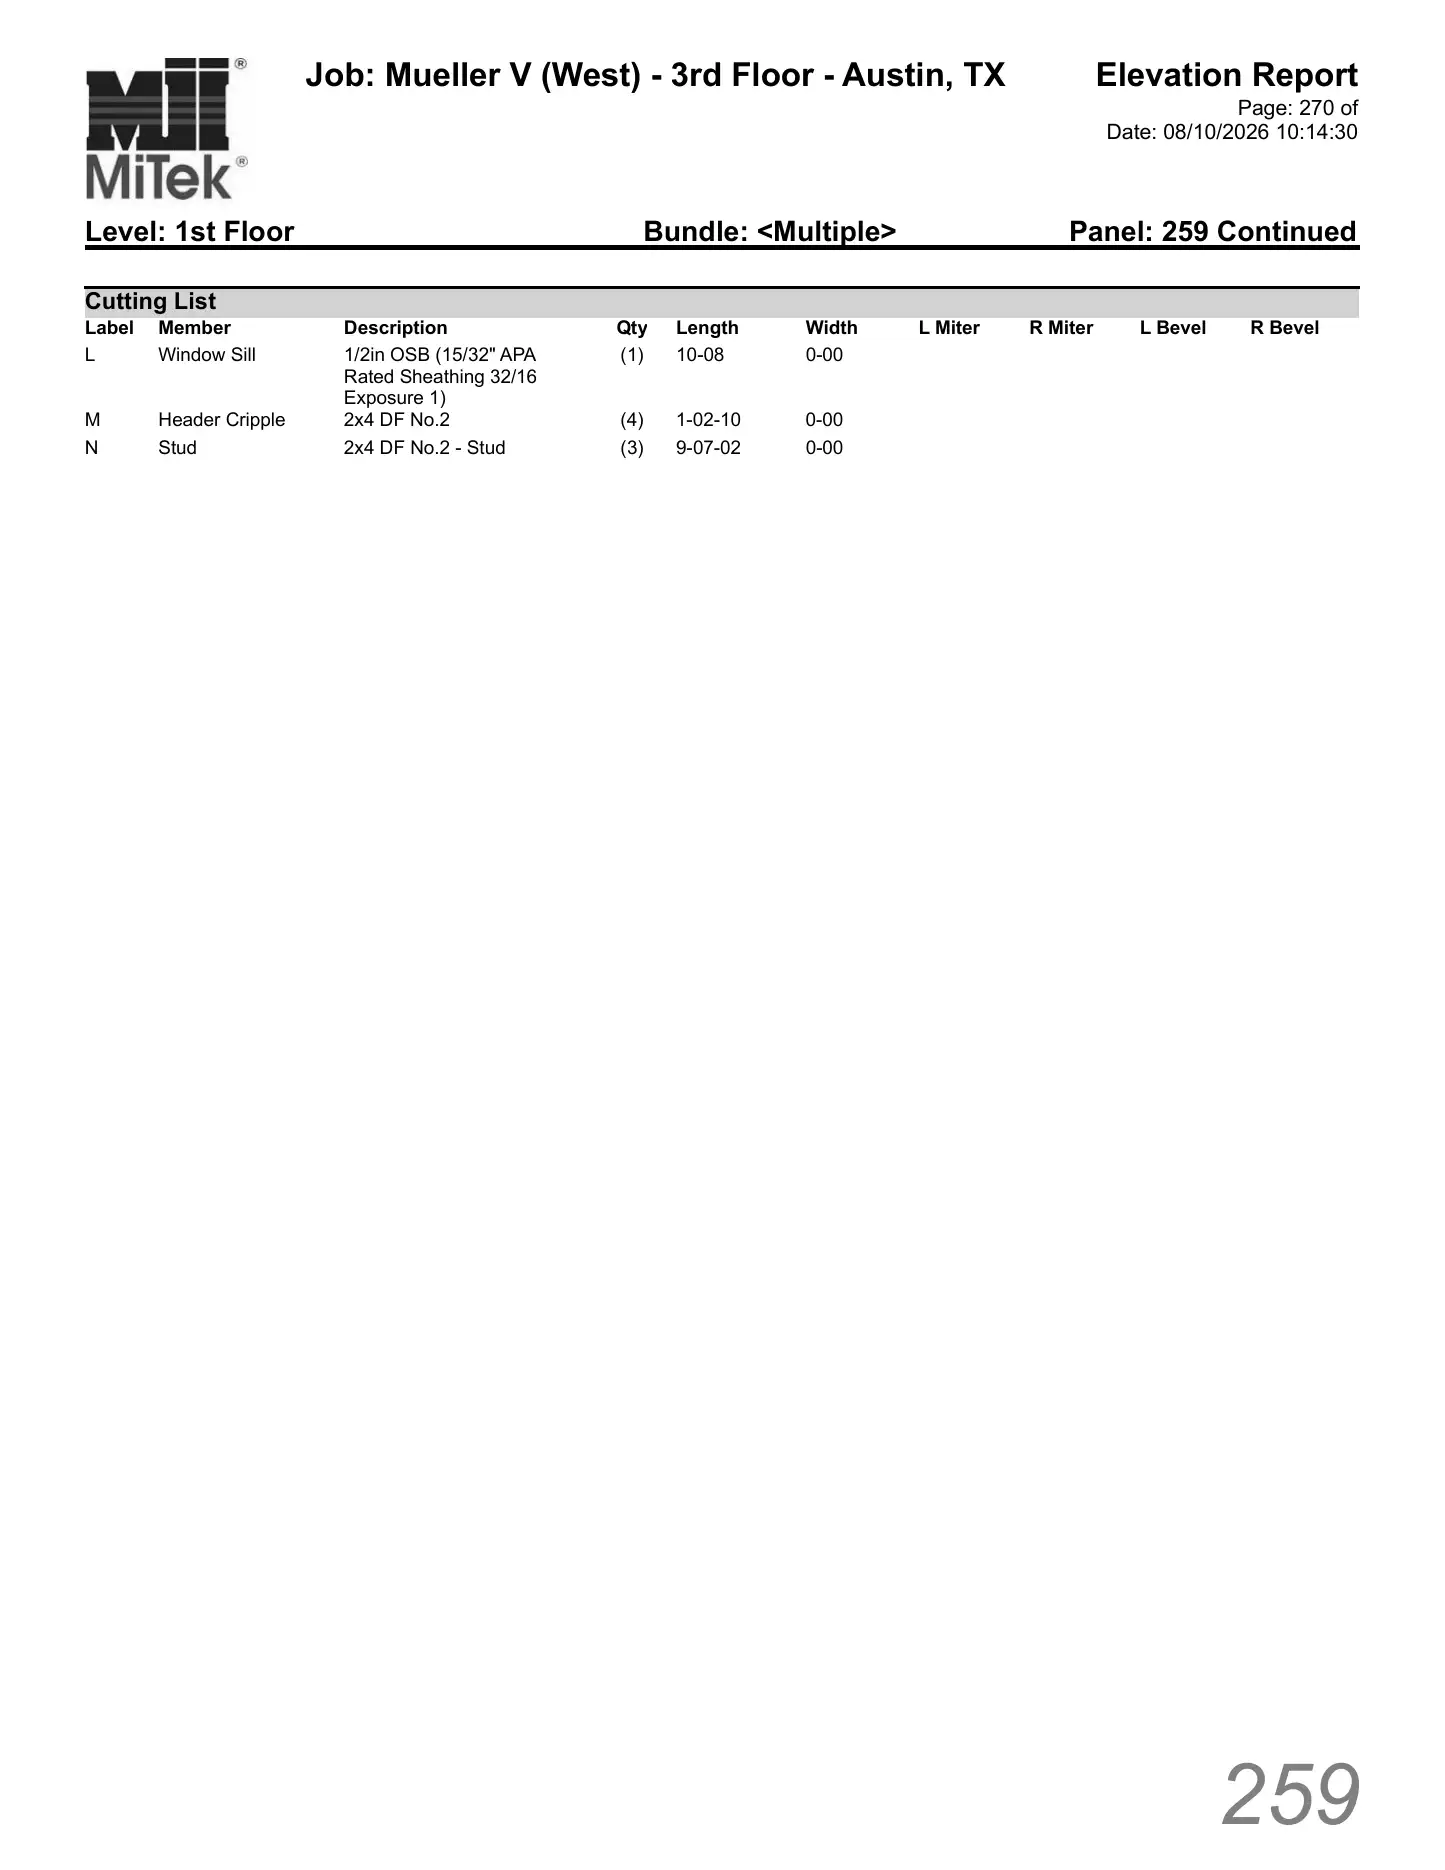 Job: Mueller V (West) - 3rd Floor - Austin, TX Elevation Report
Page: 270 of
Date: 08/10/2026 10:14:30
MiTek®
Level: 1st Floor Bundle: <Multiple> Panel: 259 Continued
Cutting List
Label Member Description Qty Length Width L Miter R Miter L Bevel R Bevel
L Window Sill 1/2in OSB (15/32" APA (1) 10-08 0-00
Rated Sheathing 32/16
Exposure 1)
M Header Cripple 2x4 DF No.2 (4) 1-02-10 0-00
N Stud 2x4 DF No.2 - Stud (3) 9-07-02 0-00
259